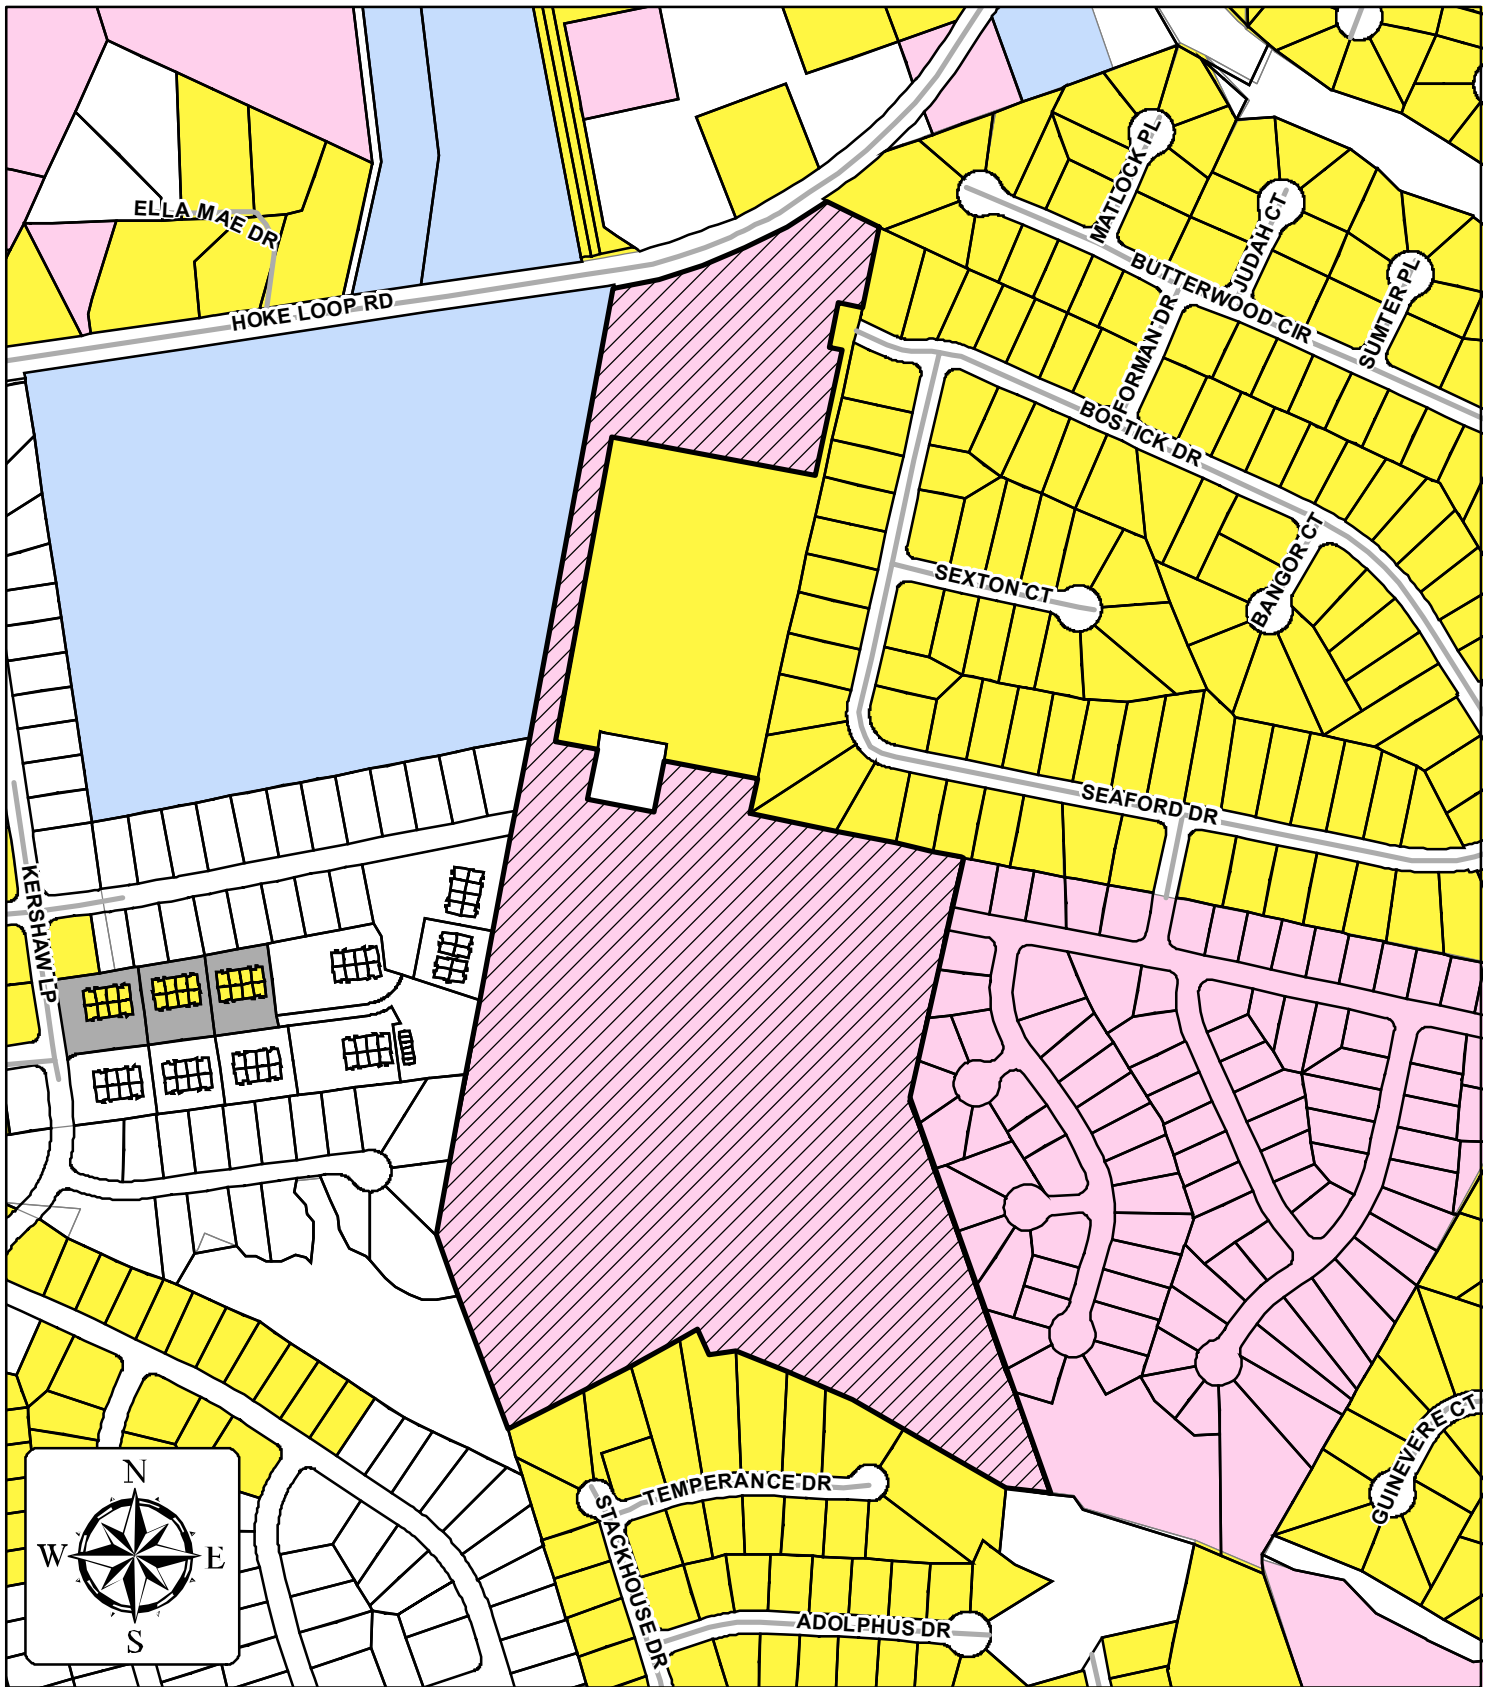 MATLOCK PL
JUDAH CT
ELLA MAE DR
BUTTERWOOD CIR
SUMTER PL
HOKE LOOP RD
FORMAN DR
BOSTICK DR
BANGOR CT
SEXTON CT
SEAFORD DR
KERSHAW LP
GUINEVERE CT
TEMPERANCE DR
STACKHOUSE DR
ADOLPHUS DR
N
W E
S